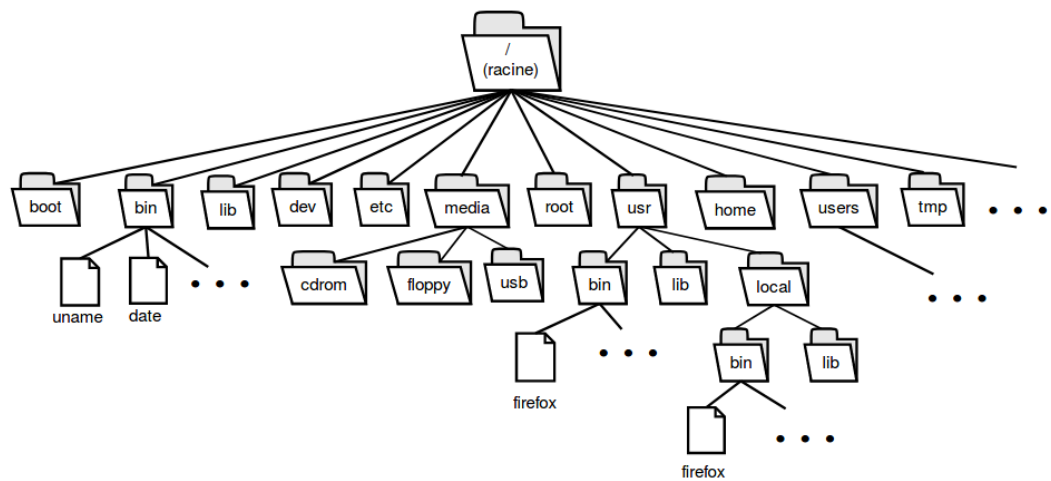 /
(racine)
boot
bin
lib
dev
etc
media
root
usr
home
users
tmp
uname
date
cdrom
floppy
usb
bin
lib
local
firefox
bin
lib
firefox